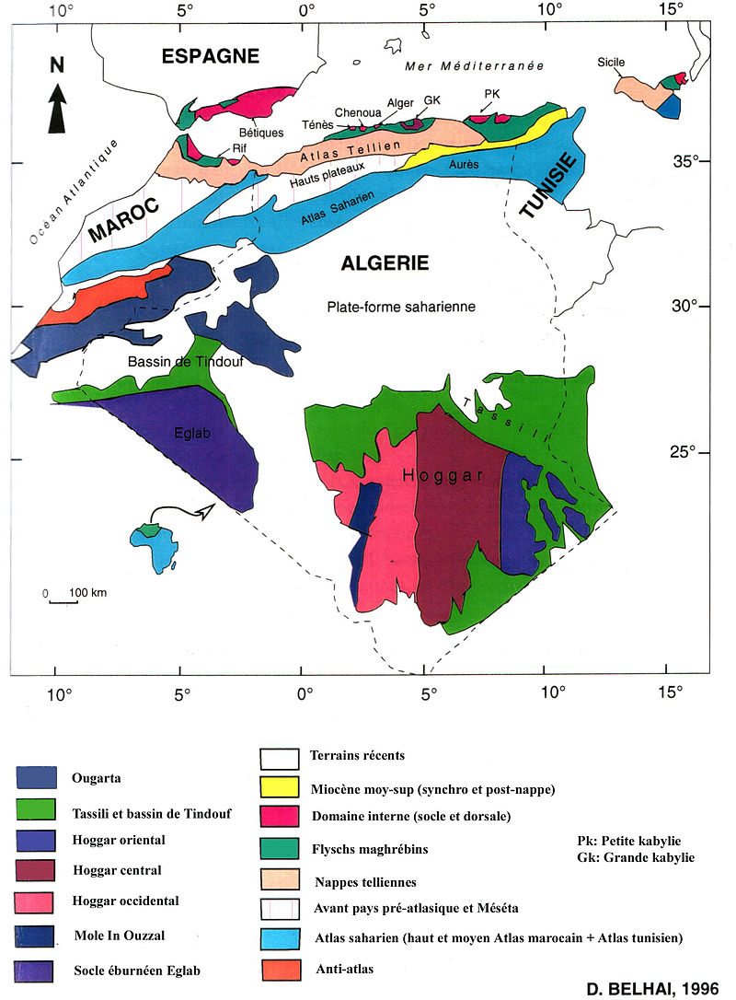 10° 5° 0° 5° 10° 15°
ESPAGNE
N
Mer Méditerranée
Sicile
Océan Atlantique
Bétiques
Rif
Ténès
Chenoua
Alger
GK
PK
Atlas Tellien
Hauts plateaux
Aurès
Atlas Saharien
MAROC
TUNISIE
35°
ALGERIE
Plate-forme saharienne
30°
Bassin de Tindouf
Eglab
Tassili
25°
Hoggar
0 100 km
10° 5° 0° 5° 10° 15°
Ougarta
Tassili et bassin de Tindouf
Hoggar oriental
Hoggar central
Hoggar occidental
Mole In Ouzzal
Socle éburnéen Eglab
Terrains récents
Miocène moy-sup (synchro et post-nappe)
Domaine interne (socle et dorsale)
Flyschs maghrébins
Nappes telliennes
Avant pays pré-atlasique et Méséta
Atlas saharien (haut et moyen Atlas marocain + Atlas tunisien)
Anti-atlas
Pk: Petite kabylie
Gk: Grande kabylie
D. BELHAI, 1996